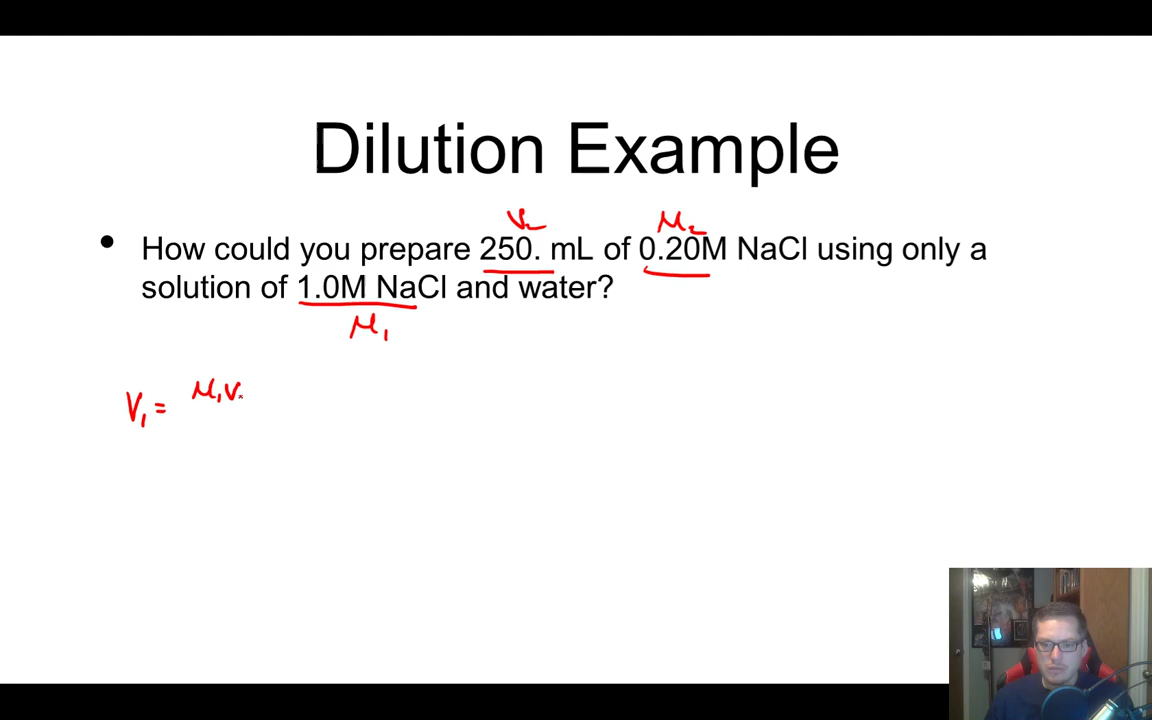 Dilution Example
V₂ M₂
• How could you prepare 250. mL of 0.20M NaCl using only a
solution of 1.0M NaCl and water?
M₁
V₁ = M₁V